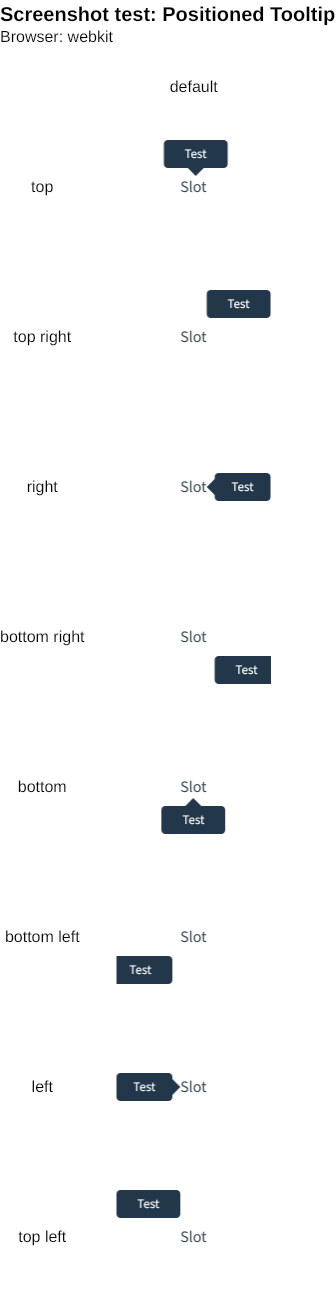 Screenshot test: Positioned Tooltip
Browser: webkit
default
Test
top Slot
Test
top right Slot
right Slot Test
bottom right Slot
Test
bottom Slot
Test
bottom left Slot
Test
left Test Slot
Test
top left Slot